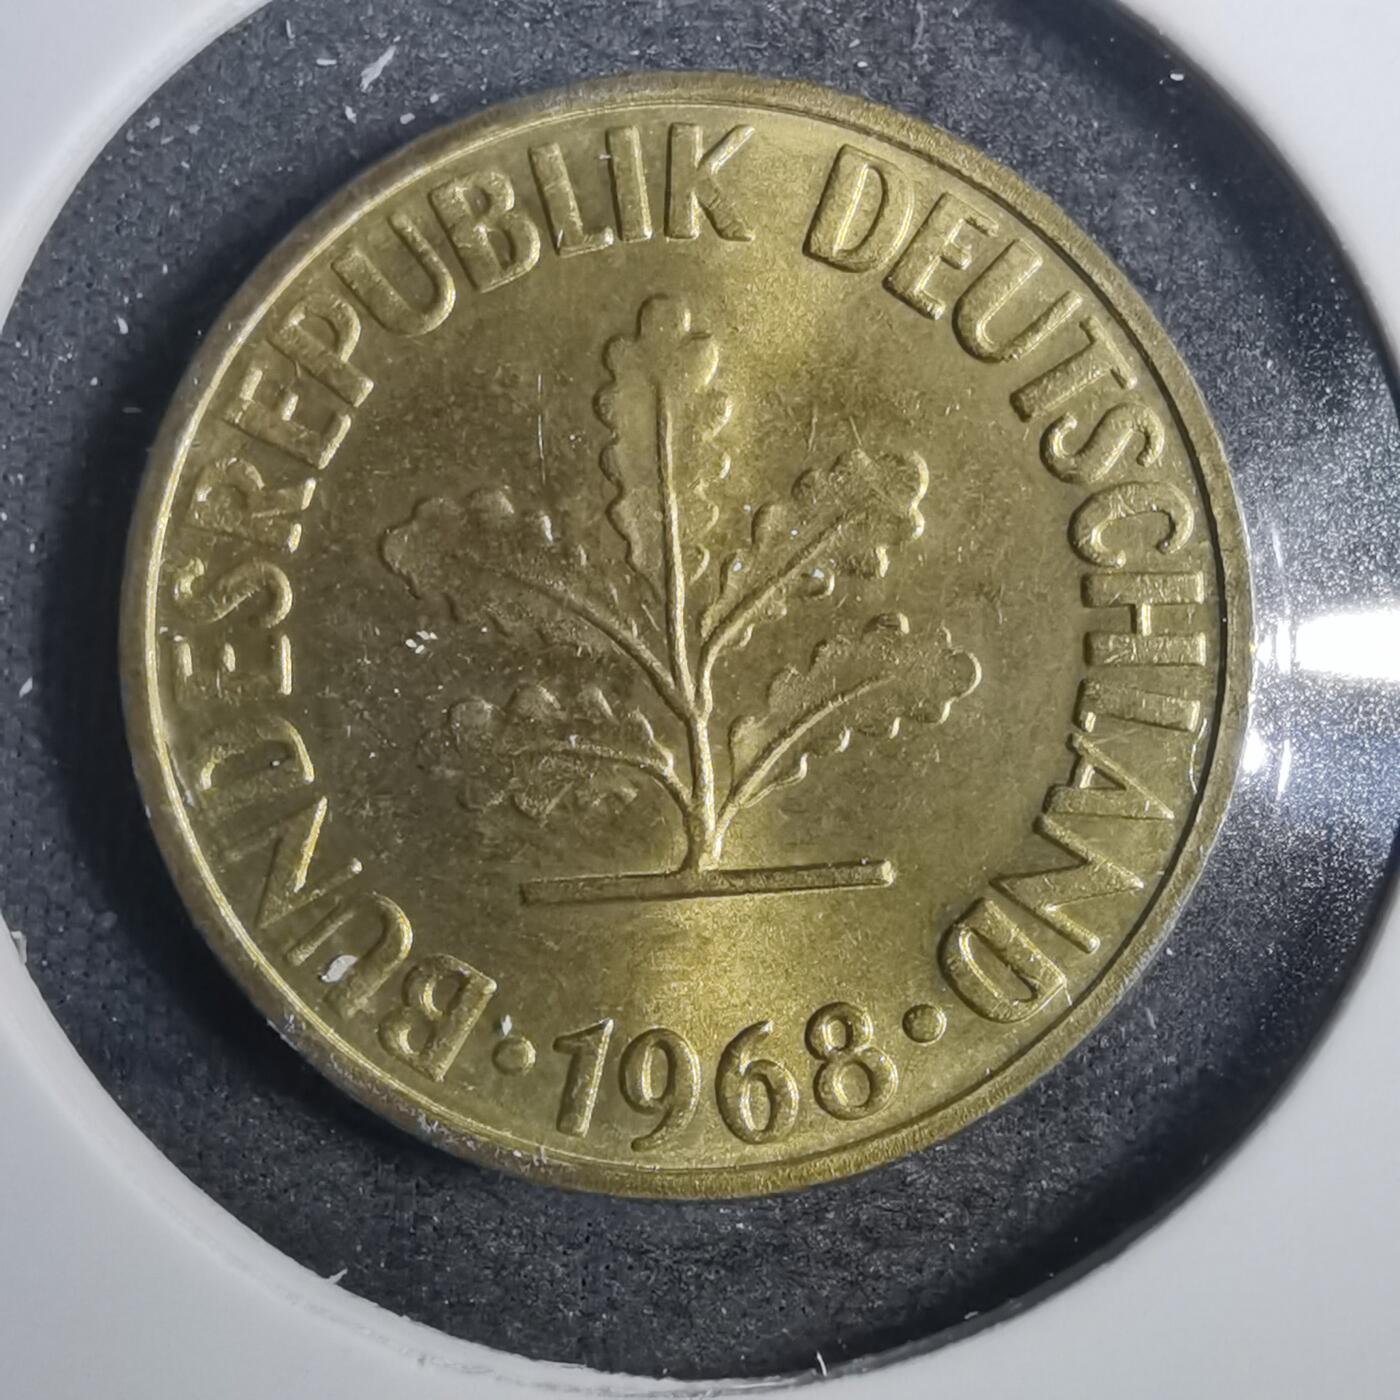 BUNDESREPUBLIK DEUTSCHLAND
• 1968 •